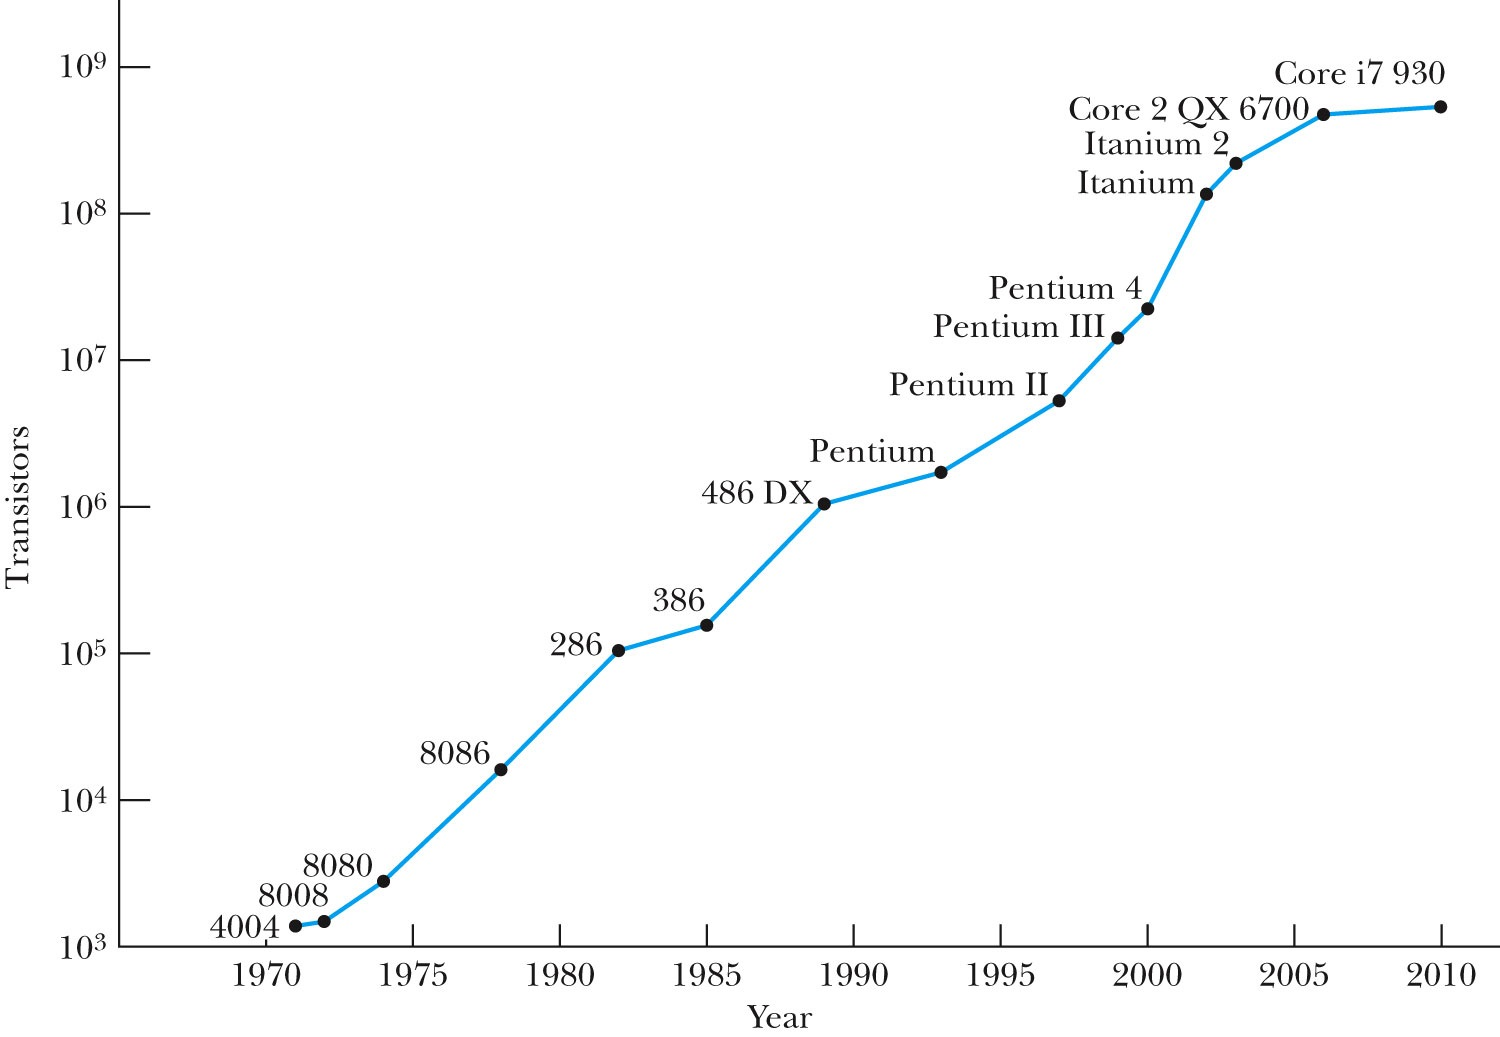 10⁹
Core i7 930
Core 2 QX 6700
Itanium 2
Itanium
10⁸
Pentium 4
Pentium III
10⁷
Pentium II
Pentium
486 DX
10⁶
386
286
10⁵
8086
10⁴
8080
8008
4004
10³
1970 1975 1980 1985 1990 1995 2000 2005 2010
Year
Transistors